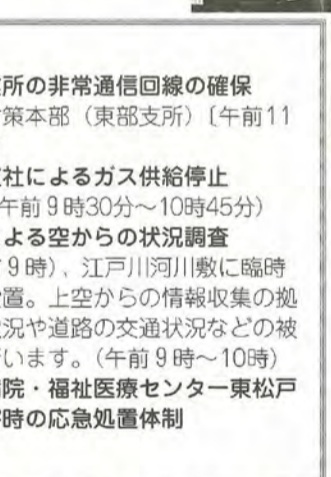 所の非常通信回線の確保
策本部（東部支所）〔午前11
社によるガス供給停止
午前9時30分～10時45分）
よる空からの状況調査
9時）、江戸川河川敷に臨時
置。上空からの情報収集の拠
況や道路の交通状況などの被
います。（午前9時～10時）
院・福祉医療センター東松戸
時の応急処置体制